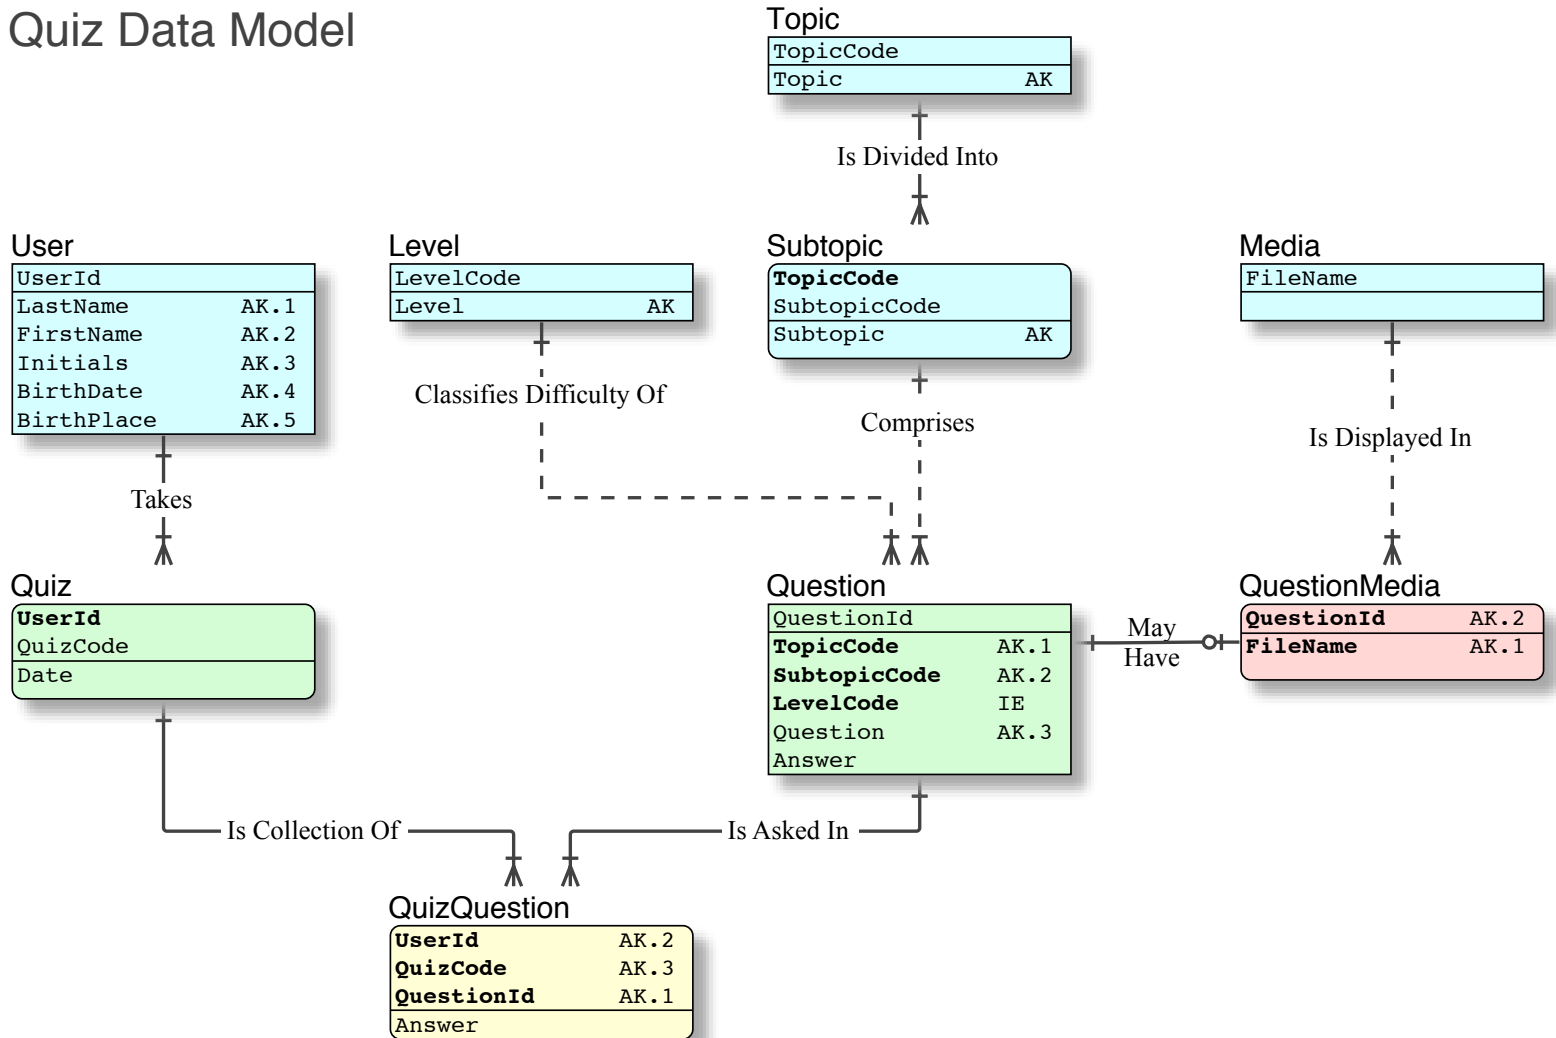 Quiz Data Model
Topic
TopicCode
Topic AK
Is Divided Into
User
UserId
LastName AK.1
FirstName AK.2
Initials AK.3
BirthDate AK.4
BirthPlace AK.5
Level
LevelCode
Level AK
Subtopic
TopicCode
SubtopicCode
Subtopic AK
Media
FileName
Classifies Difficulty Of
Comprises
Is Displayed In
Takes
Quiz
UserId
QuizCode
Date
Question
QuestionId
TopicCode AK.1
SubtopicCode AK.2
LevelCode IE
Question AK.3
Answer
May
Have
QuestionMedia
QuestionId AK.2
FileName AK.1
Is Collection Of
Is Asked In
QuizQuestion
UserId AK.2
QuizCode AK.3
QuestionId AK.1
Answer